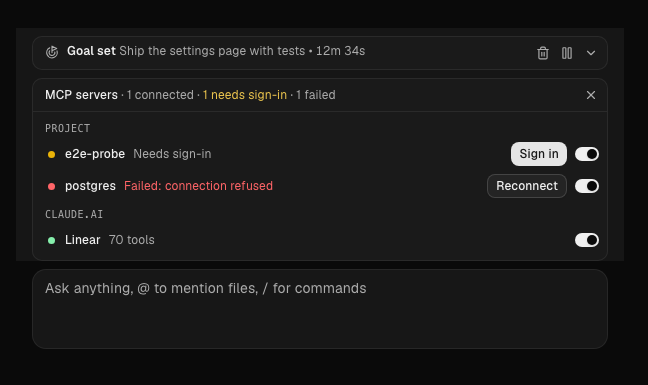 Goal set Ship the settings page with tests • 12m 34s
MCP servers · 1 connected · 1 needs sign-in · 1 failed
PROJECT
e2e-probe Needs sign-in Sign in
postgres Failed: connection refused Reconnect
CLAUDE.AI
Linear 70 tools
Ask anything, @ to mention files, / for commands